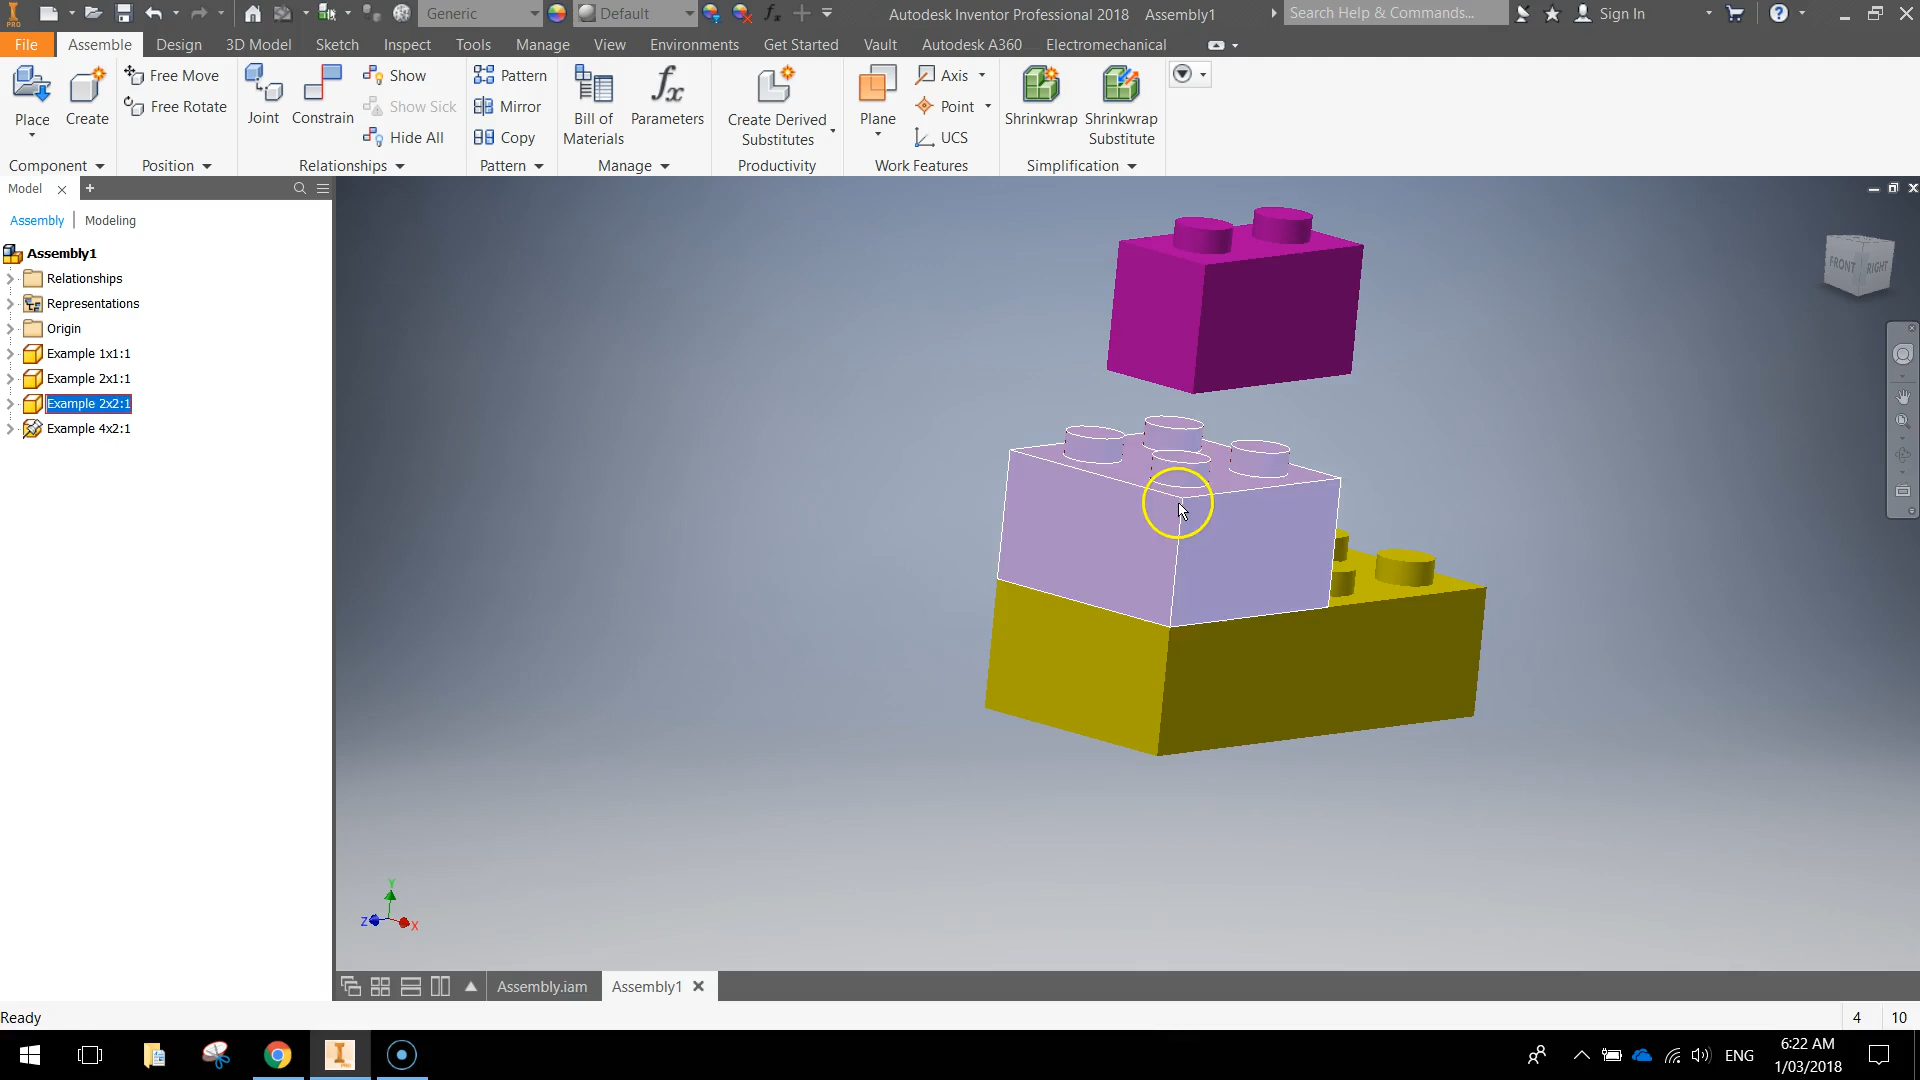 PRO
Generic
Default
Autodesk Inventor Professional 2018 Assembly1
Search Help & Commands...
Sign In
File Assemble Design 3D Model Sketch Inspect Tools Manage View Environments Get Started Vault Autodesk A360 Electromechanical
Place
Create
Free Move
Free Rotate
Joint
Constrain
Show
Show Sick
Hide All
Pattern
Mirror
Copy
Bill of
Materials
Parameters
Create Derived
Substitutes
Plane
Axis
Point
UCS
Shrinkwrap
Shrinkwrap
Substitute
Component Position Relationships Pattern Manage Productivity Work Features Simplification
Model
Assembly Modeling
Assembly1
Relationships
Representations
Origin
Example 1x1:1
Example 2x1:1
Example 2x2:1
Example 4x2:1
FRONT RIGHT
Y
Z X
Assembly.iam Assembly1
Ready 4 10
ENG
6:22 AM
1/03/2018